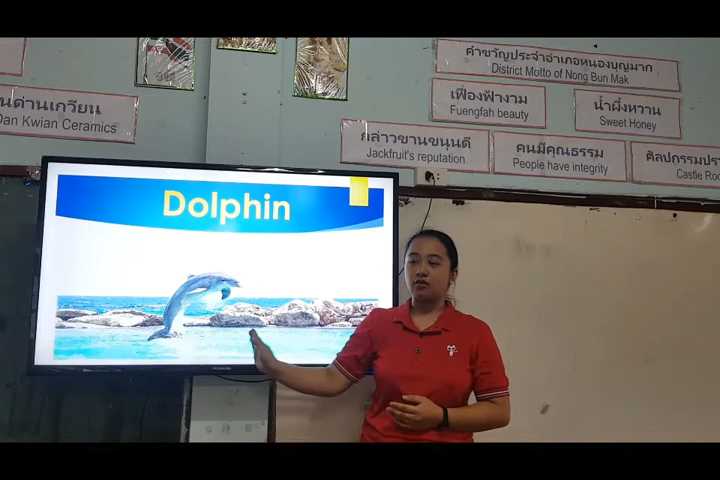 คำขวัญประจำอำเภอหนองบุญมาก
District Motto of Nong Bun Mak
เฟื่องฟ้างาม
Fuengfah beauty
น้ำผึ้งหวาน
Sweet Honey
นด่านเกวียน
Dan Kwian Ceramics
กล่าวขานขนุนดี
Jackfruit's reputation
คนมีคุณธรรม
People have integrity
ศิลปกรรมปร
Castle Roc
Dolphin